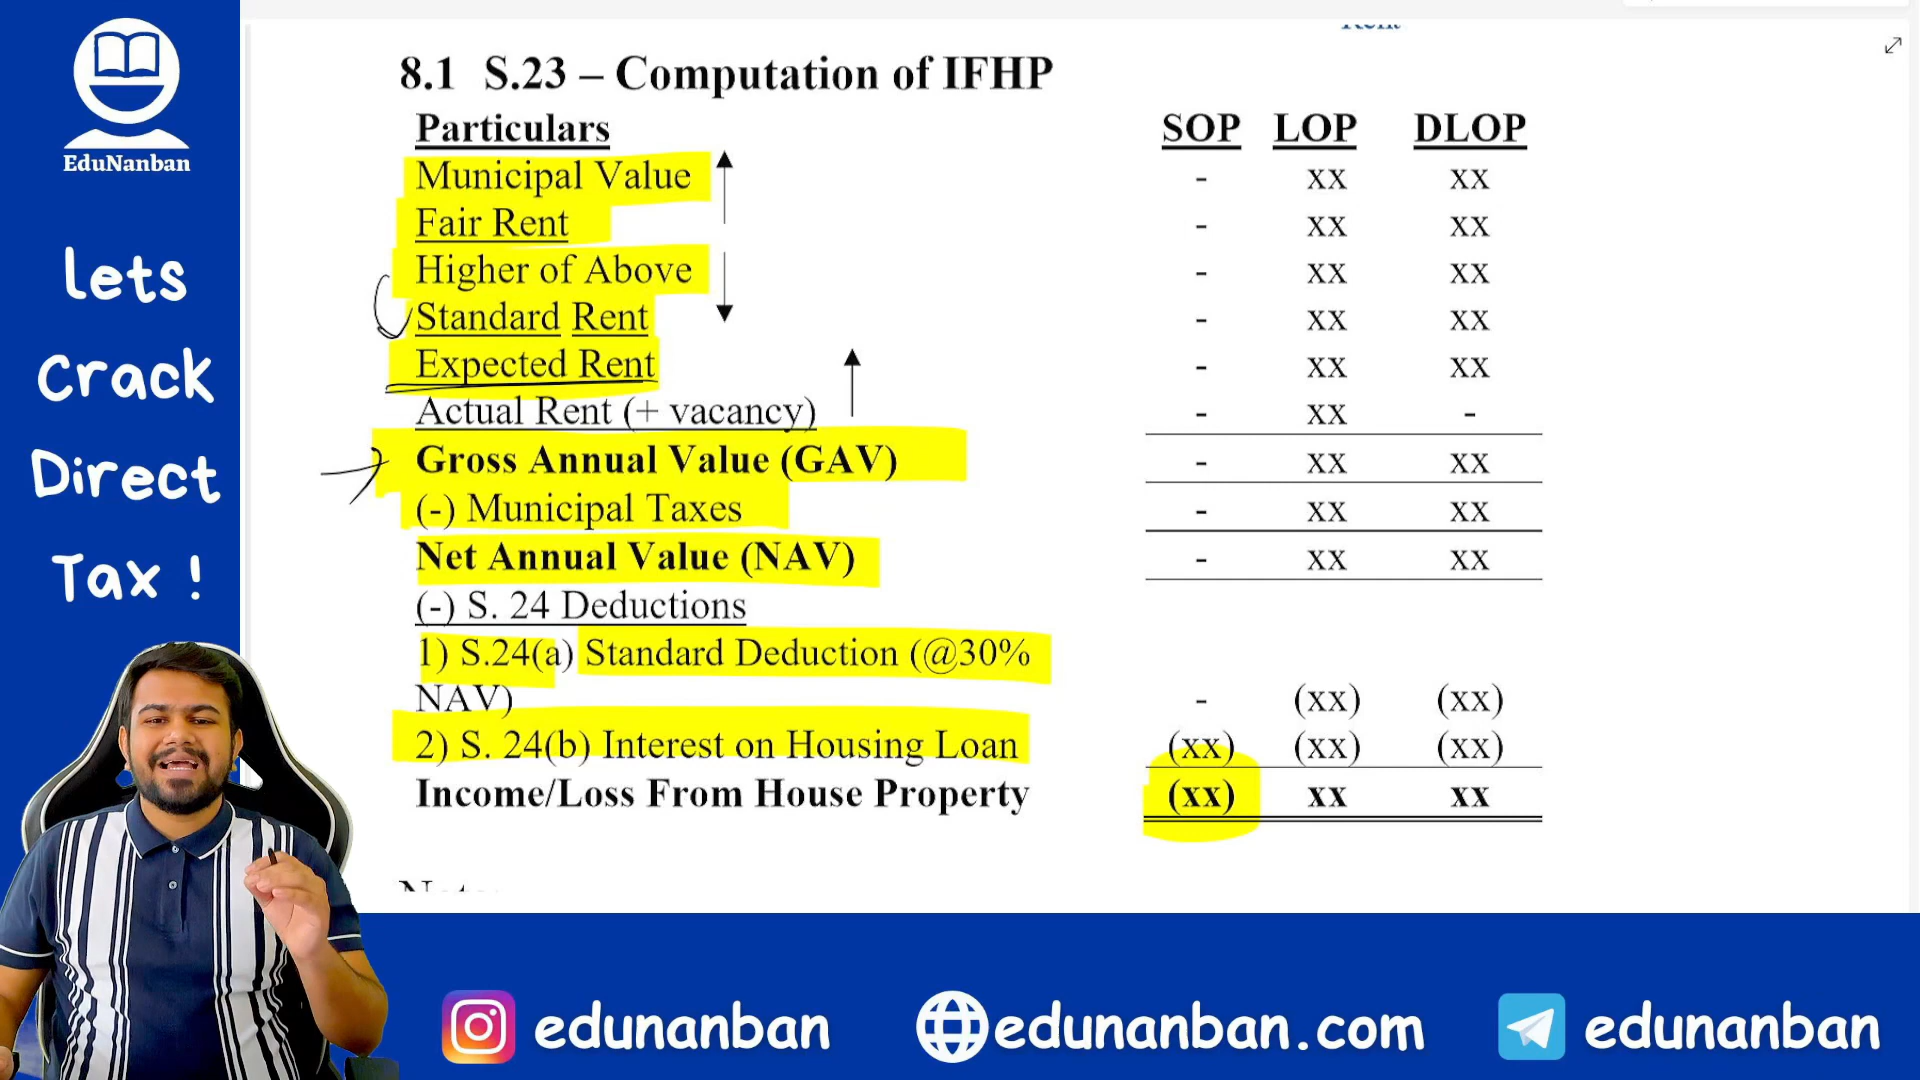 Rent
EduNanban
lets
Crack
Direct
Tax !
8.1 S.23 – Computation of IFHP
Particulars SOP LOP DLOP
Municipal Value - xx xx
Fair Rent - xx xx
Higher of Above - xx xx
Standard Rent - xx xx
Expected Rent - xx xx
Actual Rent (+ vacancy) - xx -
Gross Annual Value (GAV) - xx xx
(-) Municipal Taxes - xx xx
Net Annual Value (NAV) - xx xx
(-) S. 24 Deductions
1) S.24(a) Standard Deduction (@30%
NAV) - (xx) (xx)
2) S. 24(b) Interest on Housing Loan (xx) (xx) (xx)
Income/Loss From House Property (xx) xx xx
edunanban
edunanban.com
edunanban